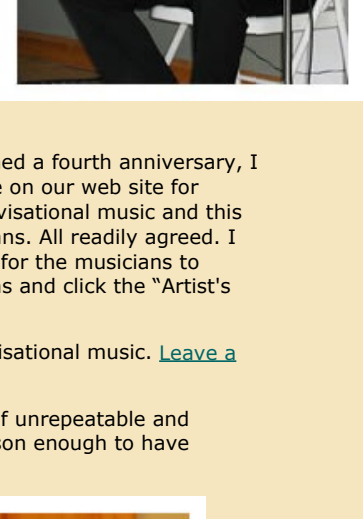 ed a fourth anniversary, I
e on our web site for
visational music and this
ns. All readily agreed. I
for the musicians to
s and click the “Artist's
isational music. Leave a
f unrepeatable and
son enough to have